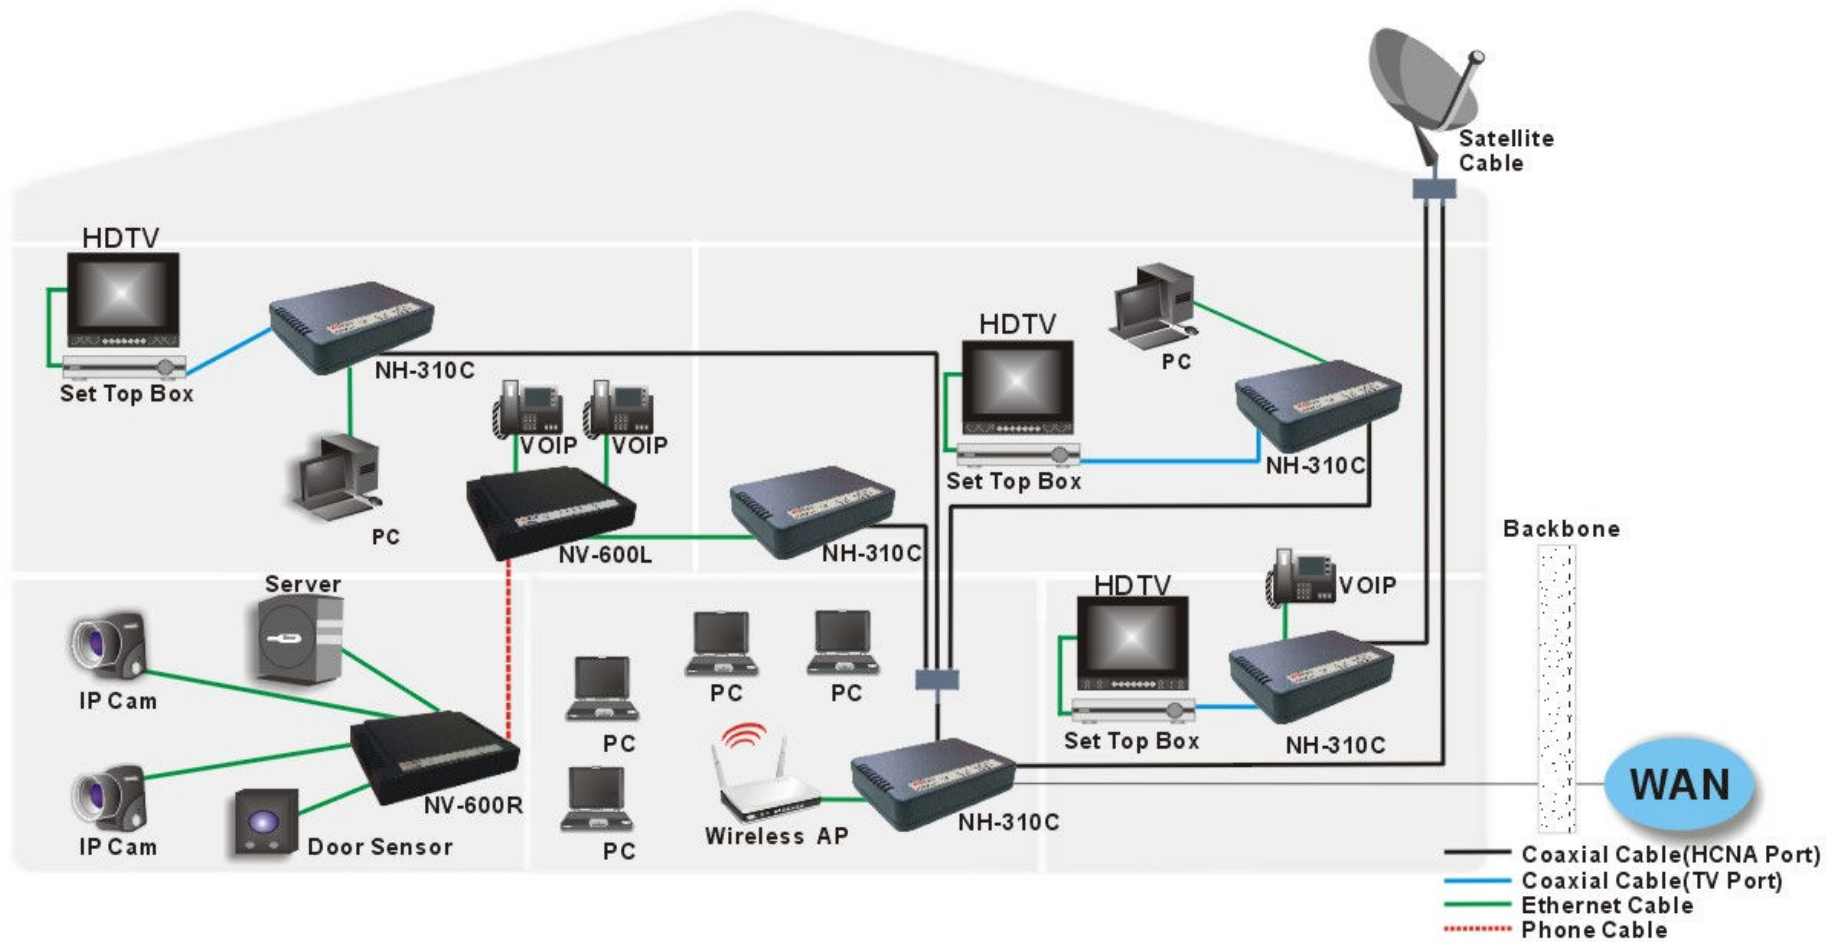 Satellite
Cable
HDTV
Set Top Box
NH-310C
PC
VOIP
VOIP
NV-600L
NH-310C
HDTV
Set Top Box
PC
NH-310C
Backbone
Server
IP Cam
IP Cam
Door Sensor
NV-600R
PC
PC
PC
PC
Wireless AP
NH-310C
HDTV
Set Top Box
VOIP
NH-310C
WAN
Coaxial Cable(HCNA Port)
Coaxial Cable(TV Port)
Ethernet Cable
Phone Cable